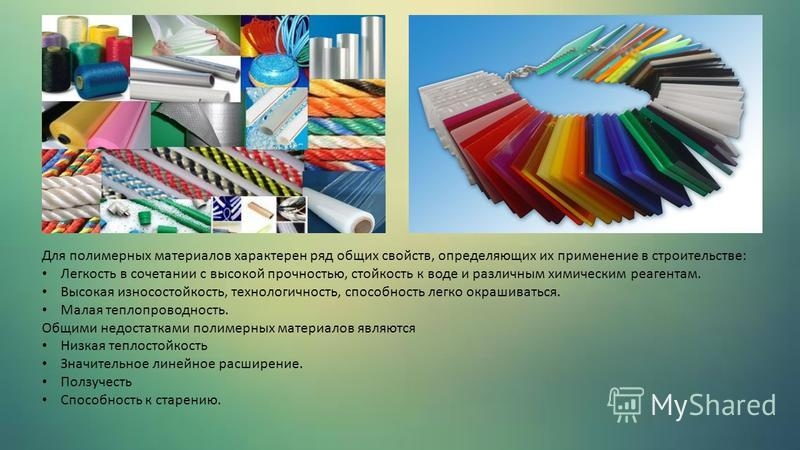 Для полимерных материалов характерен ряд общих свойств, определяющих их применение в строительстве:
• Легкость в сочетании с высокой прочностью, стойкость к воде и различным химическим реагентам.
• Высокая износостойкость, технологичность, способность легко окрашиваться.
• Малая теплопроводность.
Общими недостатками полимерных материалов являются
• Низкая теплостойкость
• Значительное линейное расширение.
• Ползучесть
• Способность к старению.
MyShared